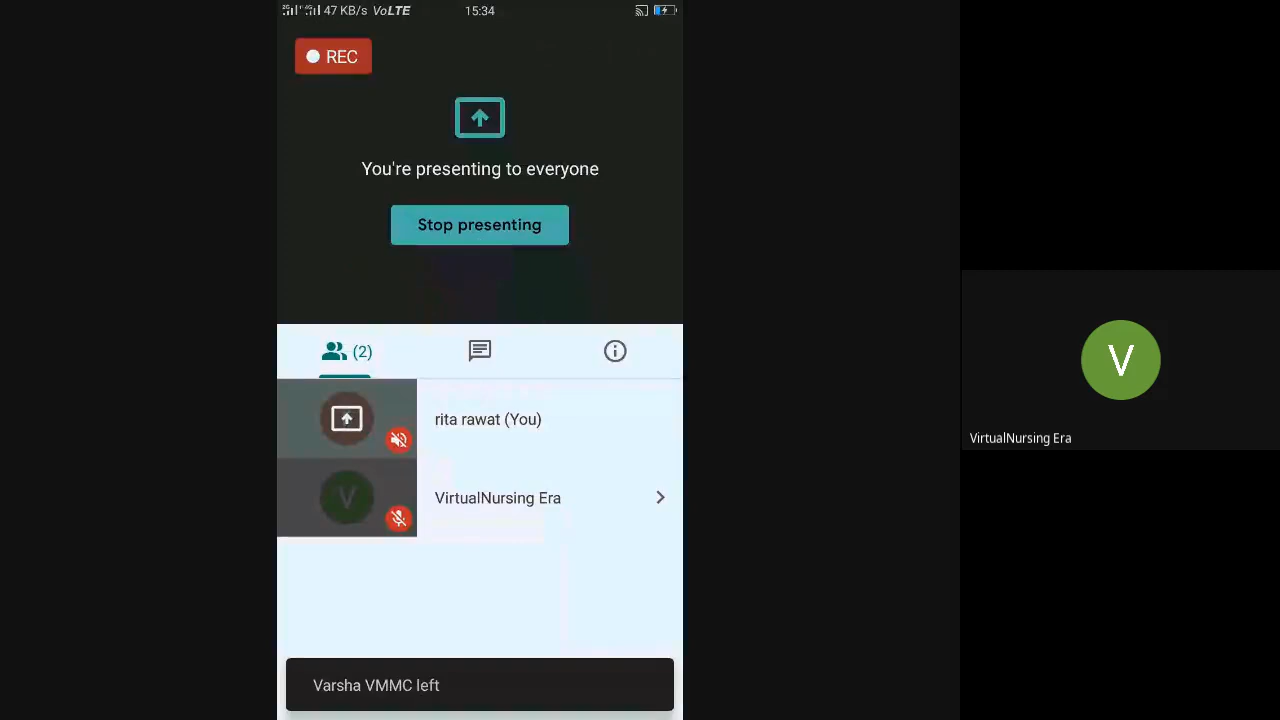 47 KB/s VoLTE 15:34
REC
You're presenting to everyone
Stop presenting
(2)
rita rawat (You)
V
VirtualNursing Era
Varsha VMMC left
V
VirtualNursing Era